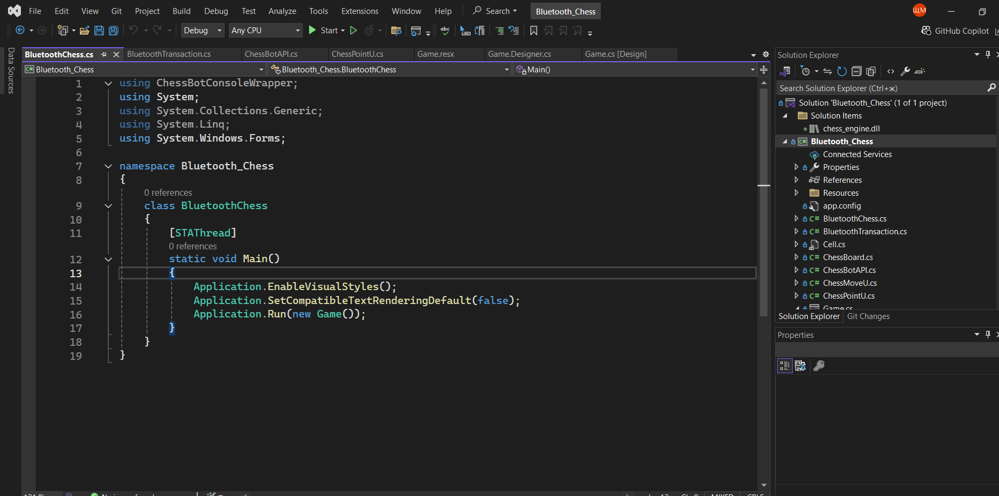 File Edit View Git Project Build Debug Test Analyze Tools Extensions Window Help Search Bluetooth_Chess ЩМ
Debug Any CPU Start GitHub Copilot
Data Sources
BluetoothChess.cs BluetoothTransaction.cs ChessBotAPI.cs ChessPointU.cs Game.resx Game.Designer.cs Game.cs [Design]
Bluetooth_Chess Bluetooth_Chess.BluetoothChess Main()
1 using ChessBotConsoleWrapper;
2 using System;
3 using System.Collections.Generic;
4 using System.Linq;
5 using System.Windows.Forms;
6
7 namespace Bluetooth_Chess
8 {
0 references
9 class BluetoothChess
10 {
11 [STAThread]
0 references
12 static void Main()
13 {
14 Application.EnableVisualStyles();
15 Application.SetCompatibleTextRenderingDefault(false);
16 Application.Run(new Game());
17 }
18 }
19 }
Solution Explorer
Search Solution Explorer (Ctrl+ж)
Solution 'Bluetooth_Chess' (1 of 1 project)
Solution Items
chess_engine.dll
Bluetooth_Chess
Connected Services
Properties
References
Resources
app.config
BluetoothChess.cs
BluetoothTransaction.cs
Cell.cs
ChessBoard.cs
ChessBotAPI.cs
ChessMoveU.cs
ChessPointU.cs
Game.cs
Solution Explorer Git Changes
Properties